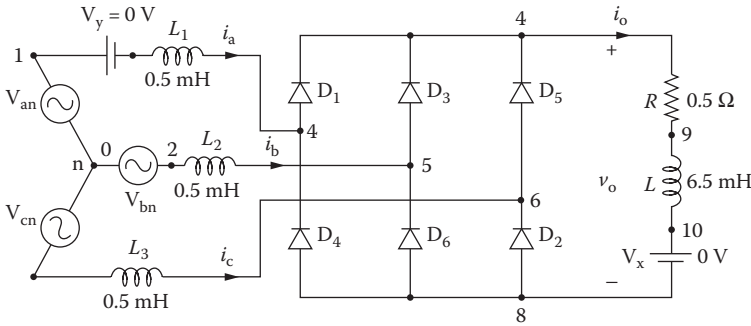 V_y = 0 V
1
L_1
0.5 mH
i_a
4
i_o
+
V_an
D_1
D_3
D_5
R
0.5 Ω
4
9
n
0
2
L_2
0.5 mH
i_b
5
V_bn
v_o
L
6.5 mH
6
V_cn
10
L_3
0.5 mH
i_c
D_4
D_6
D_2
V_x
0 V
−
8